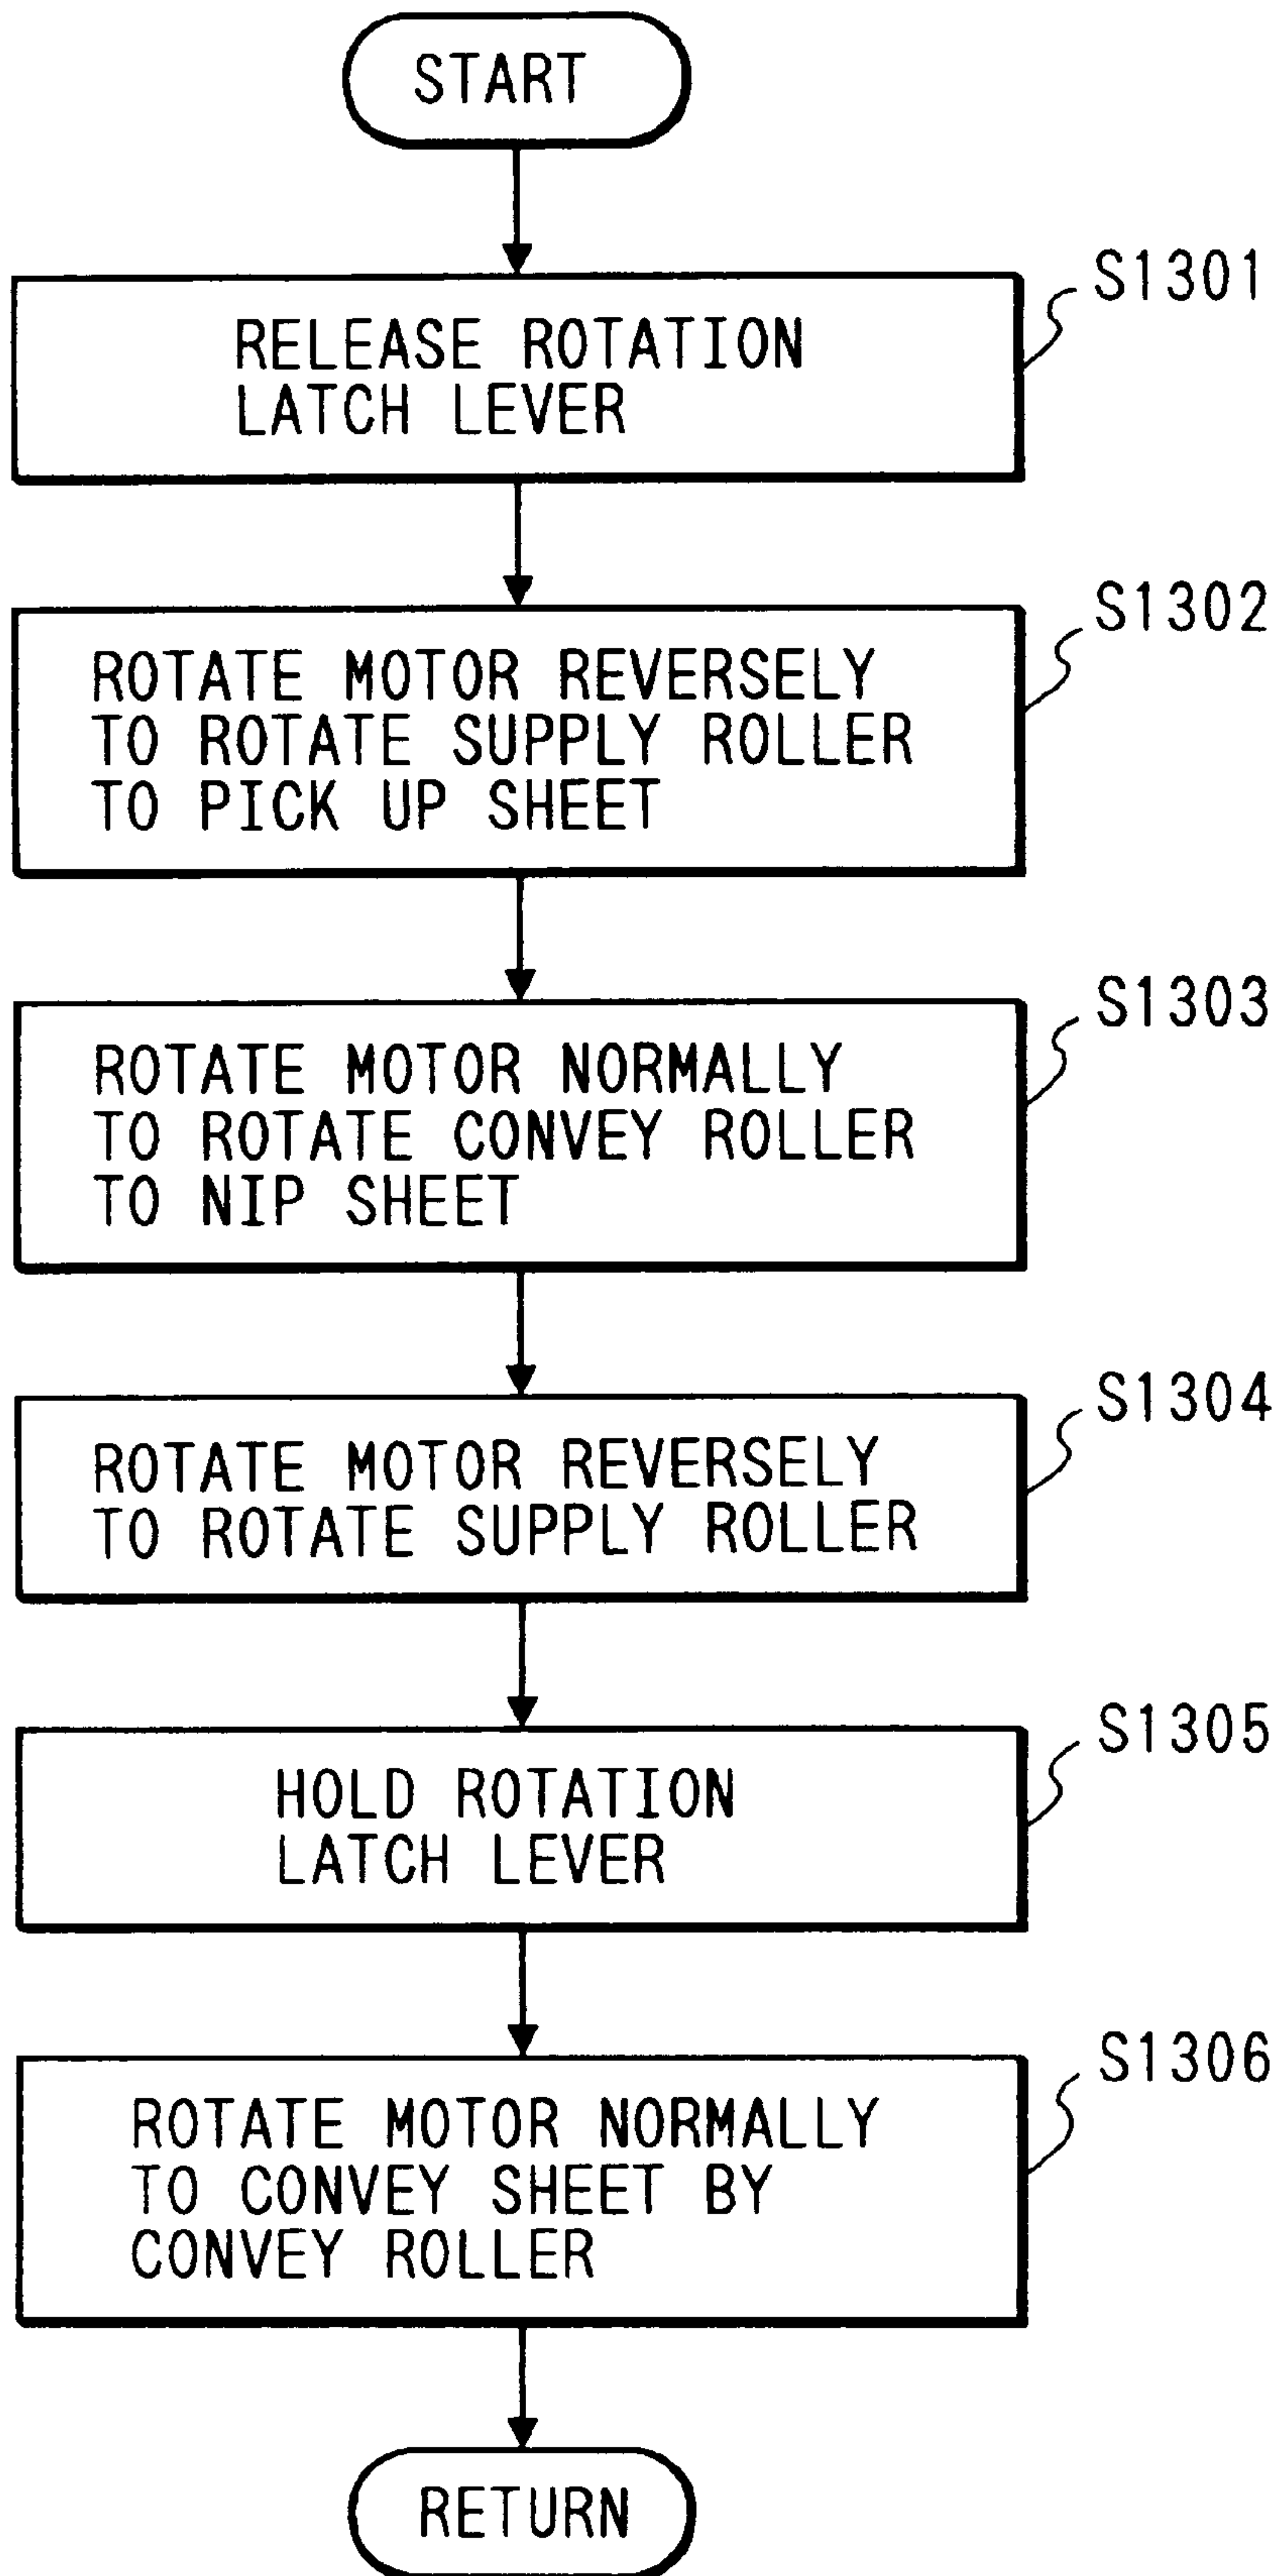 START
S1301
RELEASE ROTATION
LATCH LEVER
S1302
ROTATE MOTOR REVERSELY
TO ROTATE SUPPLY ROLLER
TO PICK UP SHEET
S1303
ROTATE MOTOR NORMALLY
TO ROTATE CONVEY ROLLER
TO NIP SHEET
S1304
ROTATE MOTOR REVERSELY
TO ROTATE SUPPLY ROLLER
S1305
HOLD ROTATION
LATCH LEVER
S1306
ROTATE MOTOR NORMALLY
TO CONVEY SHEET BY
CONVEY ROLLER
RETURN